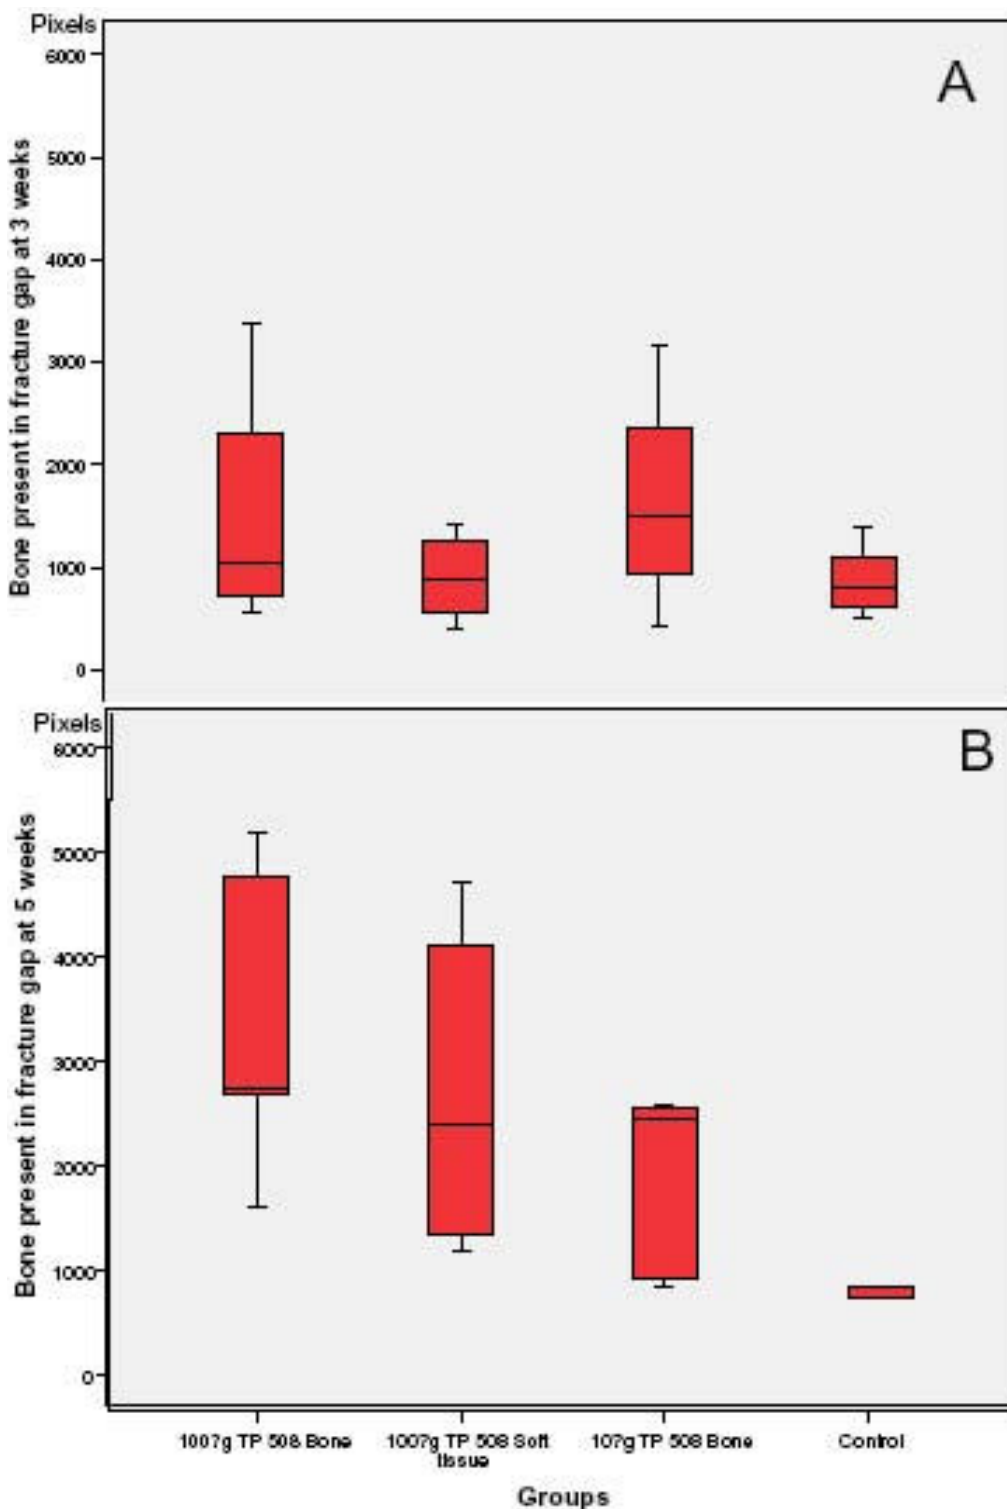 Pixels
A
Bone present in fracture gap at 3 weeks
6000
5000
4000
3000
2000
1000
0
Pixels
B
Bone present in fracture gap at 5 weeks
6000
5000
4000
3000
2000
1000
0
100?g TP 508 Bone
100?g TP 508 Soft
tissue
10?g TP 508 Bone
Control
Groups